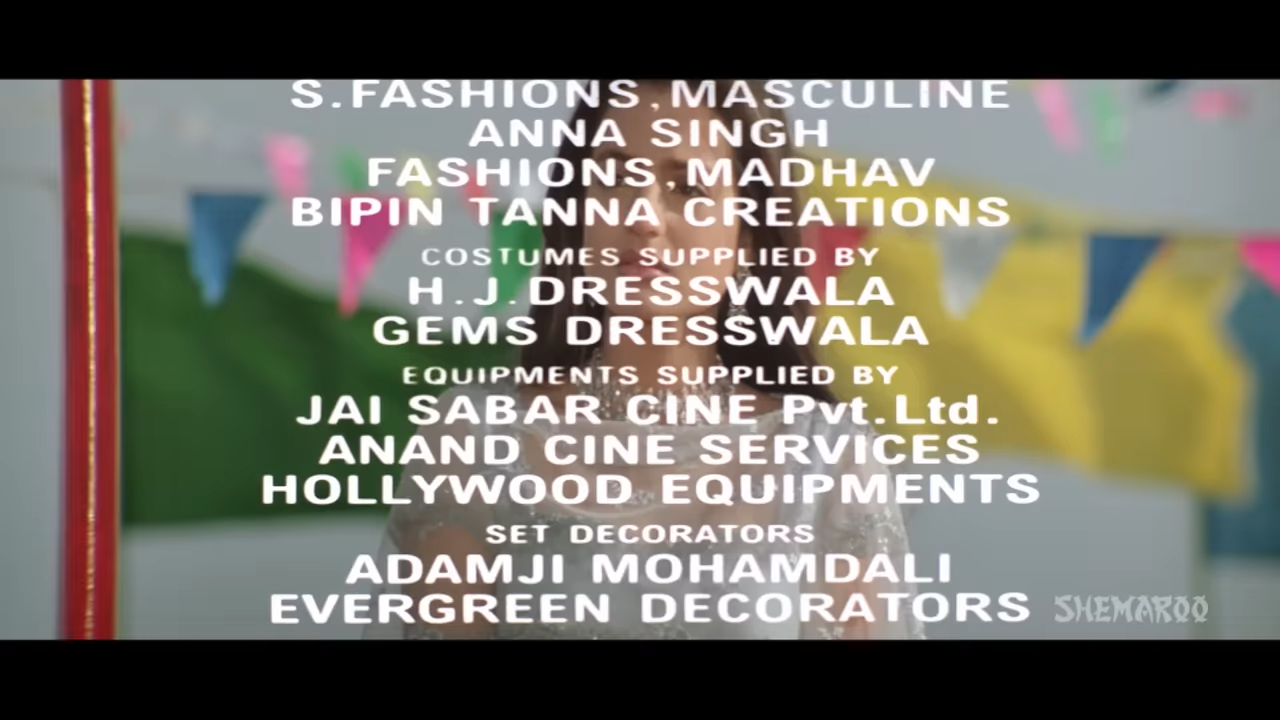 S.FASHIONS,MASCULINE
ANNA SINGH
FASHIONS,MADHAV
BIPIN TANNA CREATIONS
COSTUMES SUPPLIED BY
H.J.DRESSWALA
GEMS DRESSWALA
EQUIPMENTS SUPPLIED BY
JAI SABAR CINE Pvt.Ltd.
ANAND CINE SERVICES
HOLLYWOOD EQUIPMENTS
SET DECORATORS
ADAMJI MOHAMDALI
EVERGREEN DECORATORS
SHEMAROO